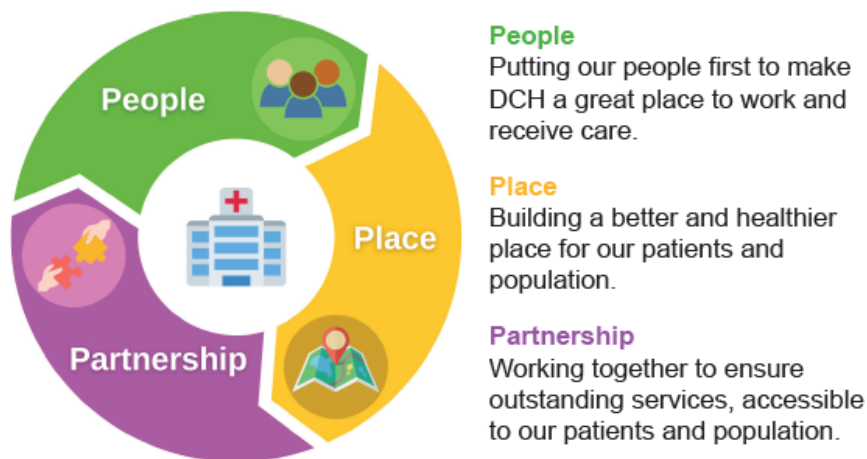 People
Place
Partnership
People
Putting our people first to make
DCH a great place to work and
receive care.
Place
Building a better and healthier
place for our patients and
population.
Partnership
Working together to ensure
outstanding services, accessible
to our patients and population.